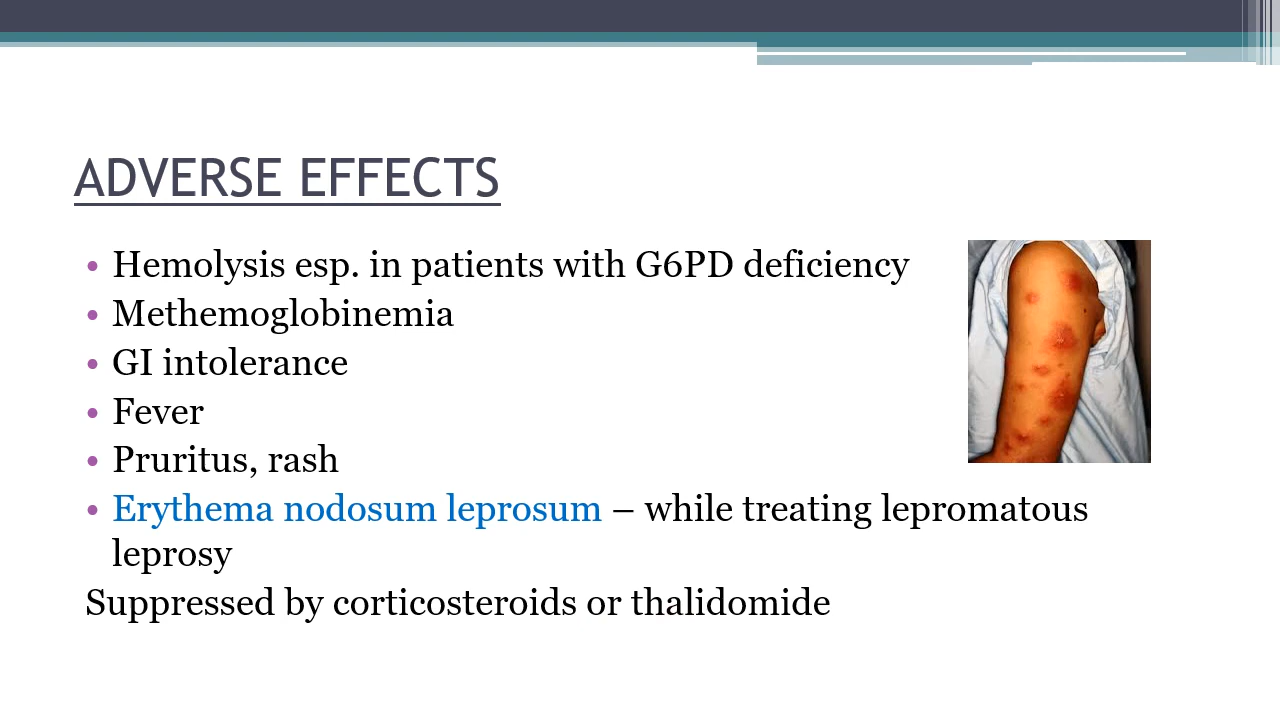 ADVERSE EFFECTS
• Hemolysis esp. in patients with G6PD deficiency
• Methemoglobinemia
• GI intolerance
• Fever
• Pruritus, rash
• Erythema nodosum leprosum – while treating lepromatous
leprosy
Suppressed by corticosteroids or thalidomide